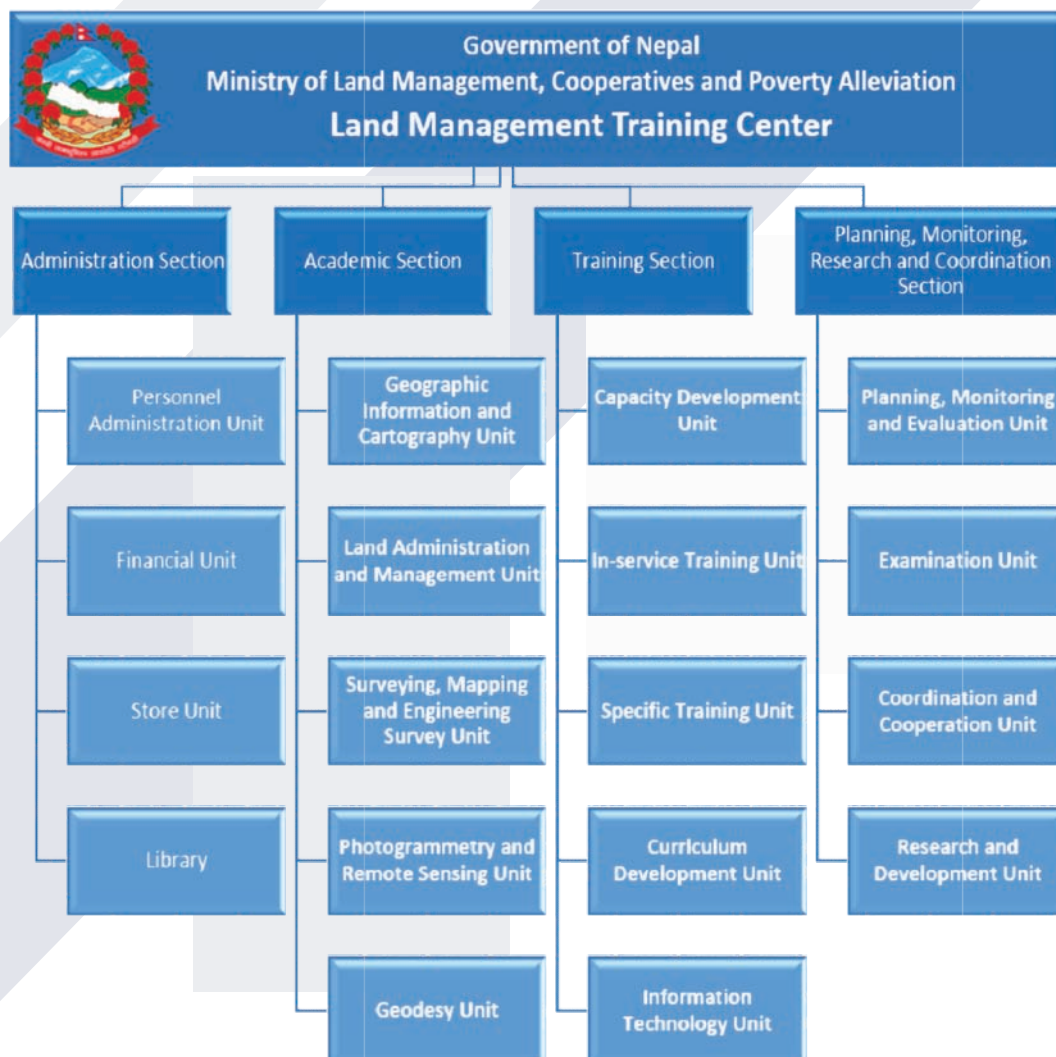 Government of Nepal
Ministry of Land Management, Cooperatives and Poverty Alleviation
Land Management Training Center
Administration Section
Academic Section
Training Section
Planning, Monitoring,
Research and Coordination
Section
Personnel
Administration Unit
Financial Unit
Store Unit
Library
Geographic
Information and
Cartography Unit
Land Administration
and Management Unit
Surveying, Mapping
and Engineering
Survey Unit
Photogrammetry and
Remote Sensing Unit
Geodesy Unit
Capacity Development
Unit
In-service Training Unit
Specific Training Unit
Curriculum
Development Unit
Information
Technology Unit
Planning, Monitoring
and Evaluation Unit
Examination Unit
Coordination and
Cooperation Unit
Research and
Development Unit